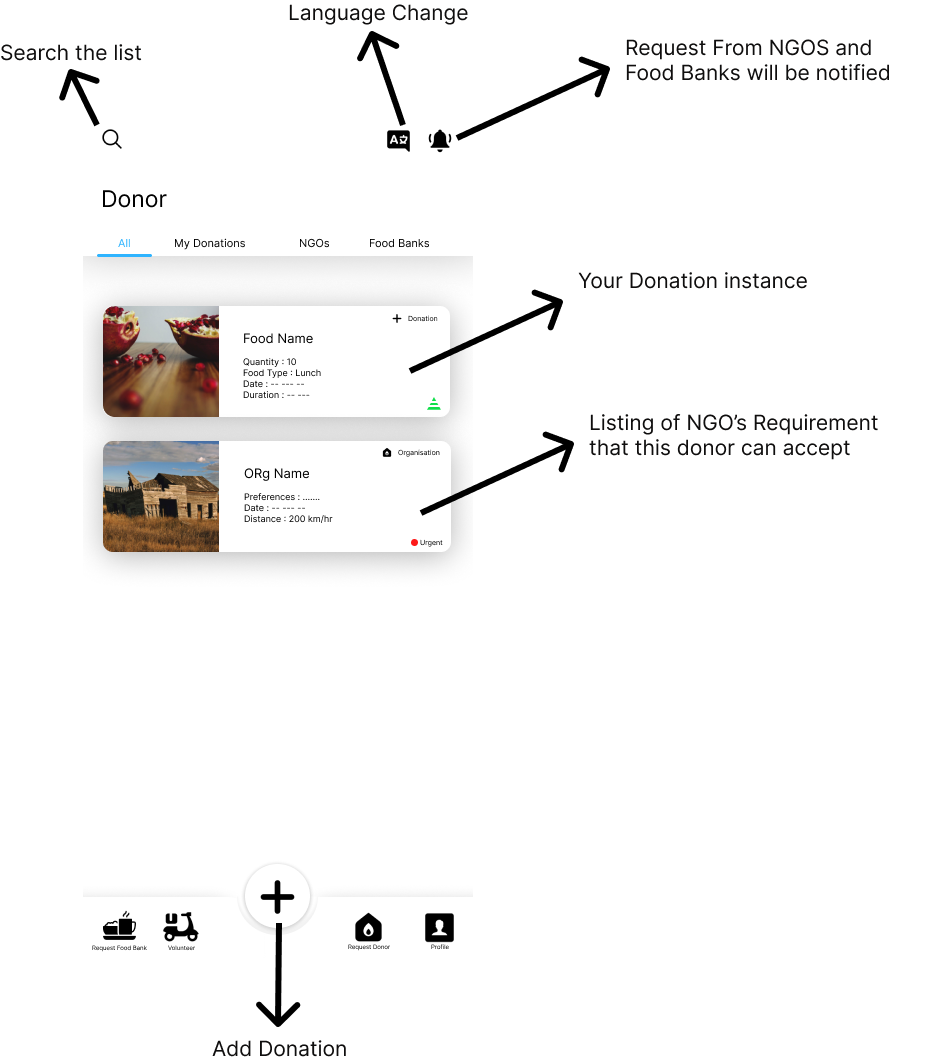 Language Change
Search the list
Request From NGOS and
Food Banks will be notified
A
Donor
All
My Donations
NGOs
Food Banks
Your Donation instance
Donation
Food Name
Quantity : 10
Food Type : Lunch
Date : -- --- --
Duration : -- ---
Listing of NGO’s Requirement
that this donor can accept
Organisation
ORg Name
Preferences : .......
Date : -- --- --
Distance : 200 km/hr
Urgent
Request Food Bank
Volunteer
Request Donor
Profile
Add Donation